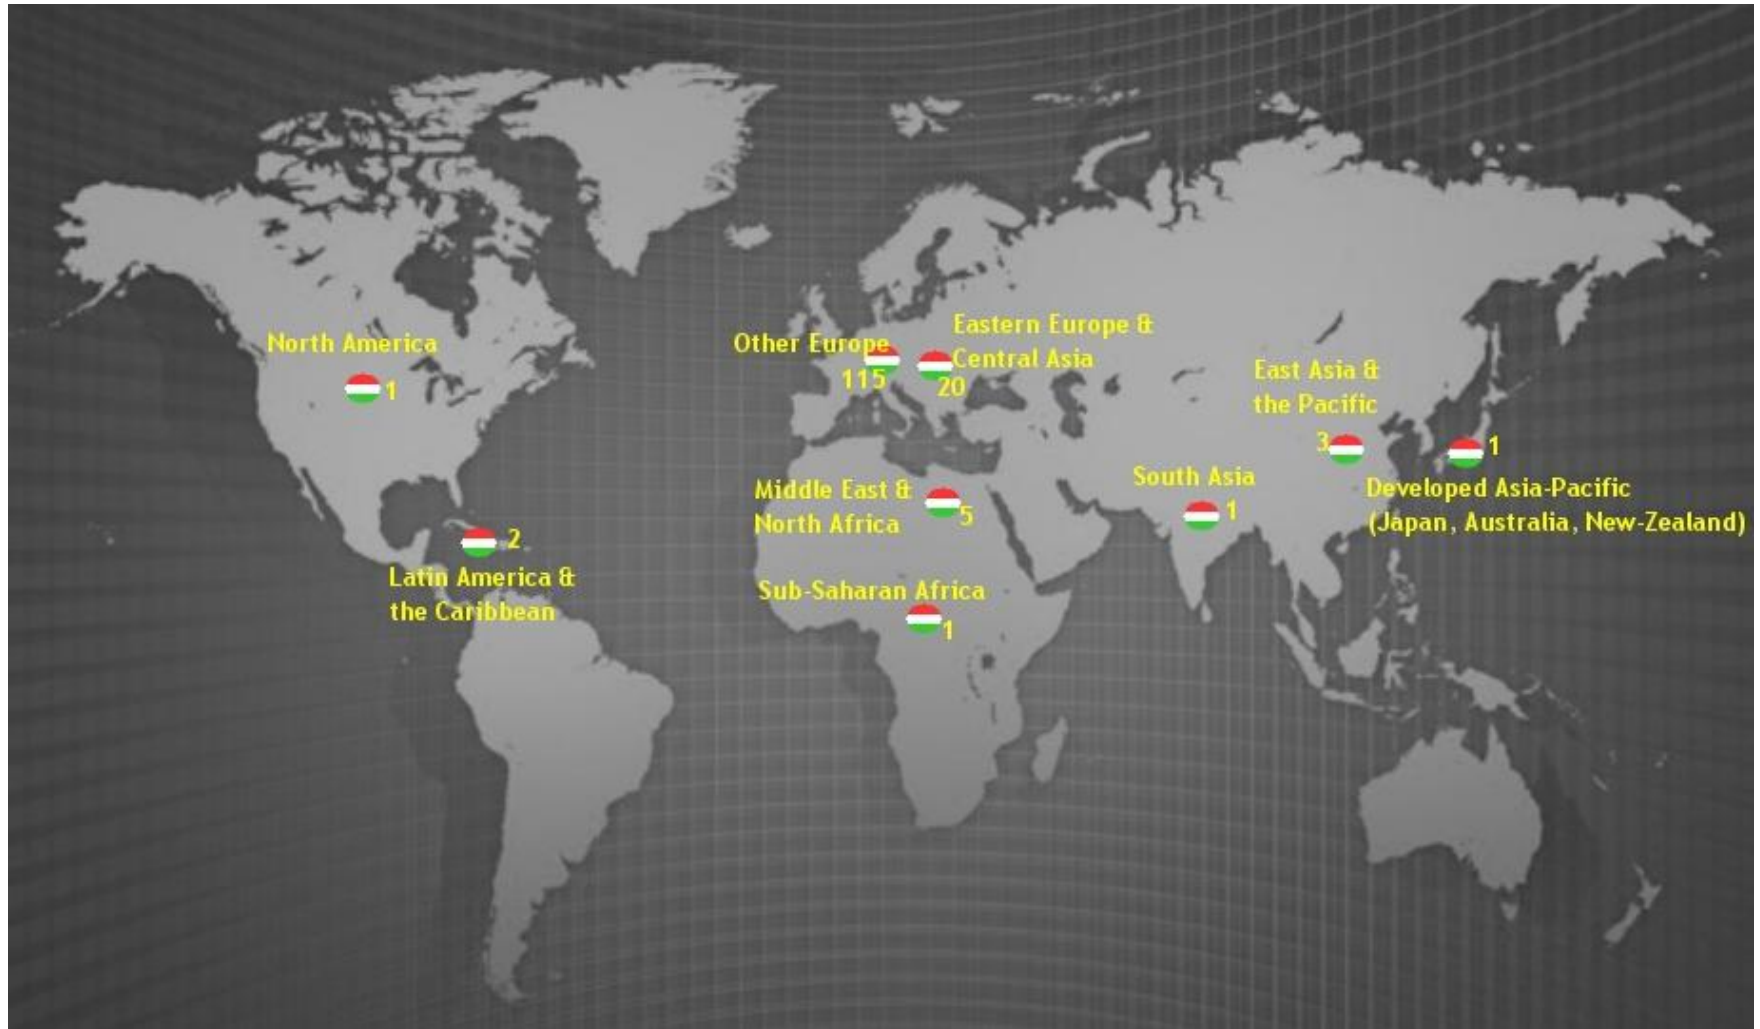 North America
1
Other Europe
115
Eastern Europe &
Central Asia
20
East Asia &
the Pacific
3
1
Developed Asia-Pacific
(Japan, Australia, New-Zealand)
South Asia
1
Middle East &
North Africa
5
2
Latin America &
the Caribbean
Sub-Saharan Africa
1